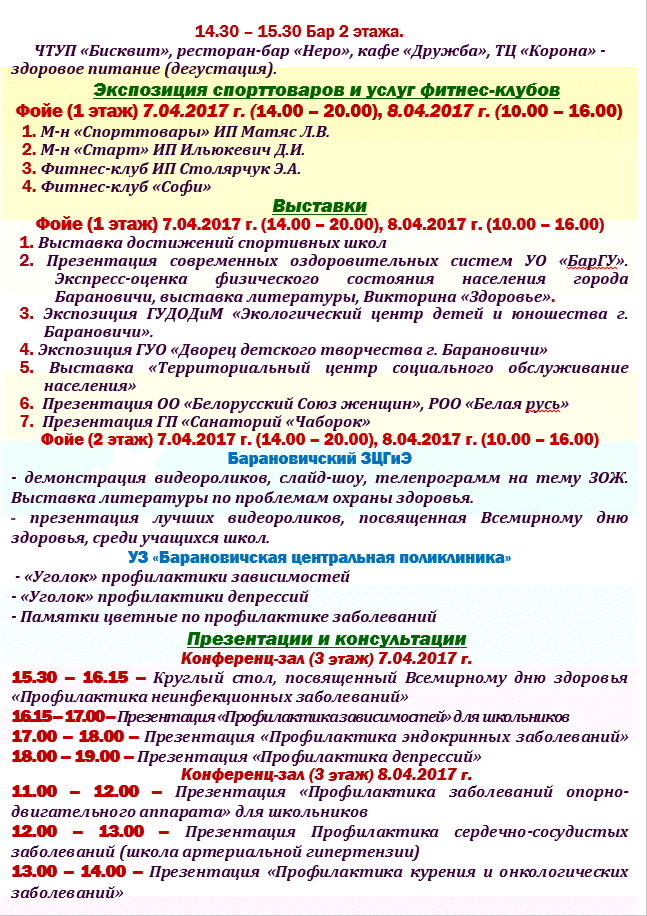 14.30 – 15.30 Бар 2 этажа.
ЧТУП «Бисквит», ресторан-бар «Неро», кафе «Дружба», ТЦ «Корона» -
здоровое питание (дегустация).
Экспозиция спорттоваров и услуг фитнес-клубов
Фойе (1 этаж) 7.04.2017 г. (14.00 – 20.00), 8.04.2017 г. (10.00 – 16.00)
1. М-н «Спорттовары» ИП Матяс Л.В.
2. М-н «Старт» ИП Ильюкевич Д.И.
3. Фитнес-клуб ИП Столярчук Э.А.
4. Фитнес-клуб «Софи»
Выставки
Фойе (1 этаж) 7.04.2017 г. (14.00 – 20.00), 8.04.2017 г. (10.00 – 16.00)
1. Выставка достижений спортивных школ
2. Презентация современных оздоровительных систем УО «БарГУ».
Экспресс-оценка физического состояния населения города
Барановичи, выставка литературы, Викторина «Здоровье».
3. Экспозиция ГУДОДиМ «Экологический центр детей и юношества г.
Барановичи».
4. Экспозиция ГУО «Дворец детского творчества г. Барановичи»
5. Выставка «Территориальный центр социального обслуживание
населения»
6. Презентация ОО «Белорусский Союз женщин», РОО «Белая русь»
7. Презентация ГП «Санаторий «Чаборок»
Фойе (2 этаж) 7.04.2017 г. (14.00 – 20.00), 8.04.2017 г. (10.00 – 16.00)
Барановичский ЗЦГиЭ
- демонстрация видеороликов, слайд-шоу, телепрограмм на тему ЗОЖ.
Выставка литературы по проблемам охраны здоровья.
- презентация лучших видеороликов, посвященная Всемирному дню
здоровья, среди учащихся школ.
УЗ «Барановичская центральная поликлиника»
- «Уголок» профилактики зависимостей
- «Уголок» профилактики депрессий
- Памятки цветные по профилактике заболеваний
Презентации и консультации
Конференц-зал (3 этаж) 7.04.2017 г.
15.30 – 16.15 – Круглый стол, посвященный Всемирному дню здоровья
«Профилактика неинфекционных заболеваний»
16.15 – 17.00 – Презентация «Профилактика зависимостей» для школьников
17.00 – 18.00 – Презентация «Профилактика эндокринных заболеваний»
18.00 – 19.00 – Презентация «Профилактика депрессий»
Конференц-зал (3 этаж) 8.04.2017 г.
11.00 – 12.00 – Презентация «Профилактика заболеваний опорно-
двигательного аппарата» для школьников
12.00 – 13.00 – Презентация Профилактика сердечно-сосудистых
заболеваний (школа артериальной гипертензии)
13.00 – 14.00 – Презентация «Профилактика курения и онкологических
заболеваний»